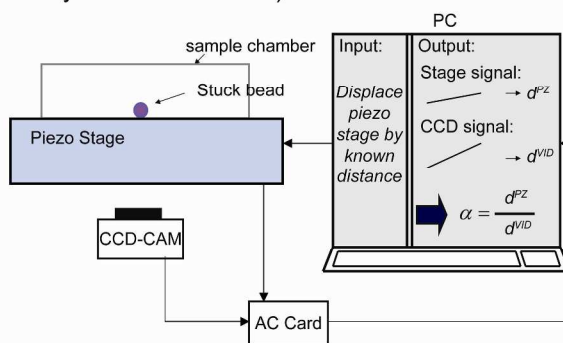 PC
sample chamber
Stuck bead
Piezo Stage
CCD-CAM
AC Card
Input:
Displace
piezo
stage by
known
distance
Output:
Stage signal:
→ d^PZ
CCD signal:
→ d^VID
α = d^PZ / d^VID